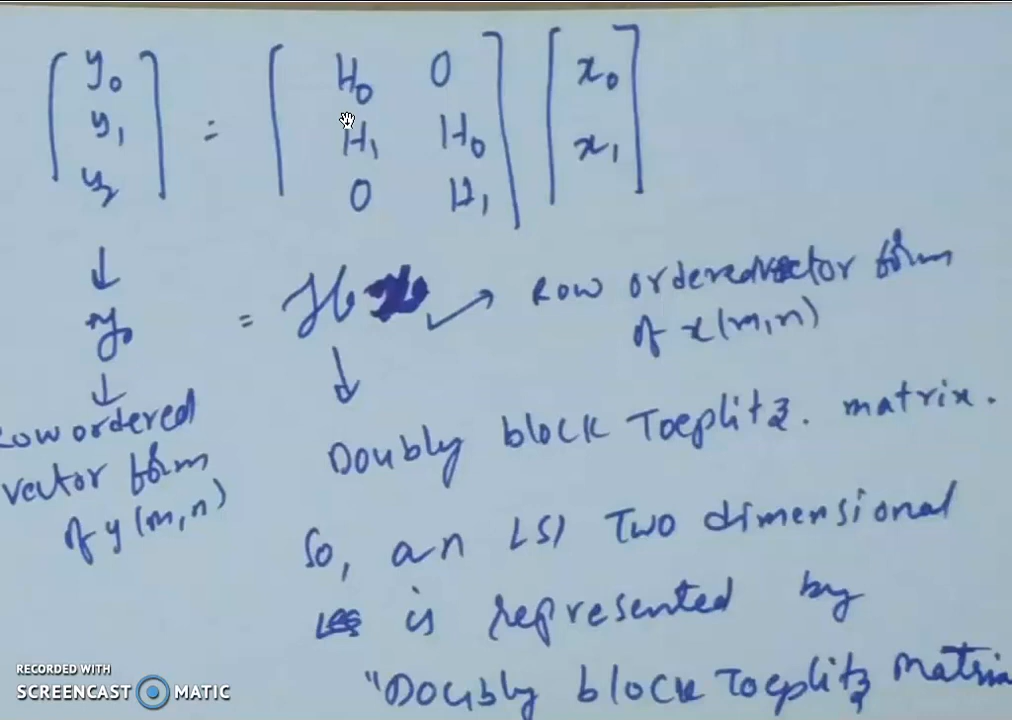 [y₀ y₁ y₂] = [H₀ 0 H₁ H₀ 0 H₁] [x₀ x₁]
y = H x → Row ordered vector form
of x(m,n)
Row ordered
vector form
of y(m,n)
Doubly block Toeplitz. matrix.
So, an LSI Two dimensional
is represented by
"Doubly block Toeplitz Matrix
RECORDED WITH
SCREENCAST MATIC